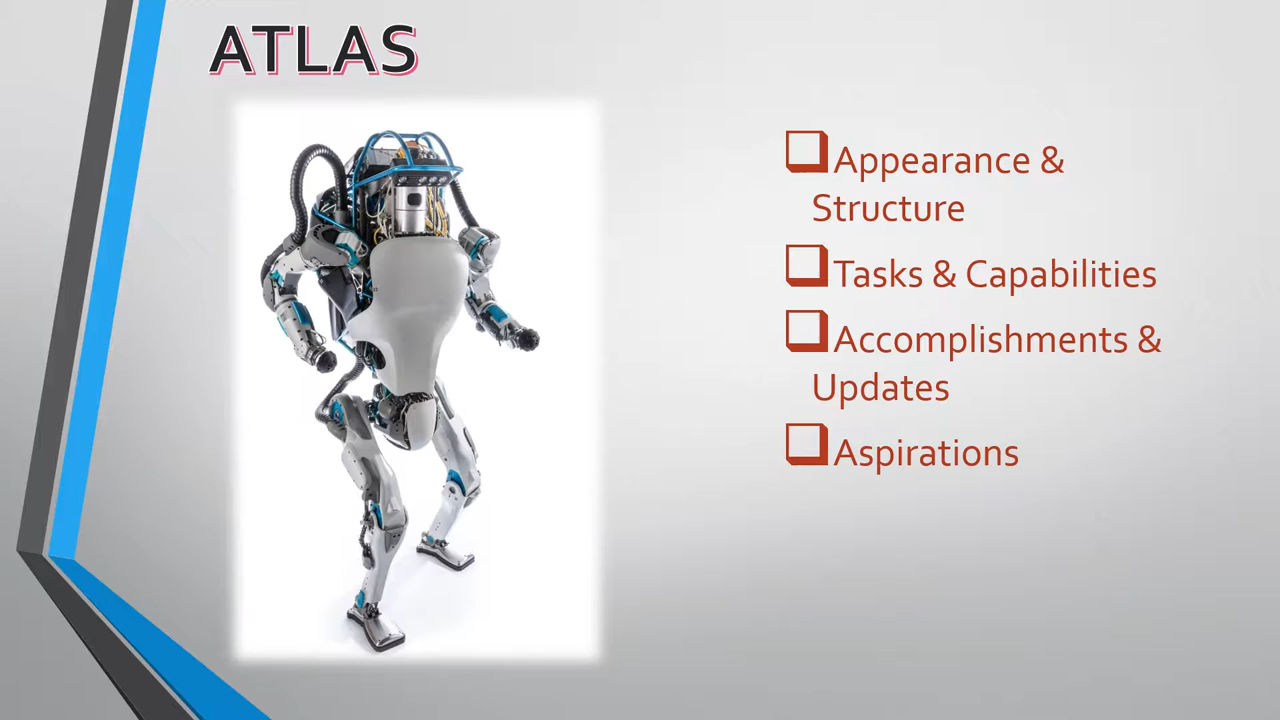 ATLAS
Appearance &
Structure
Tasks & Capabilities
Accomplishments &
Updates
Aspirations